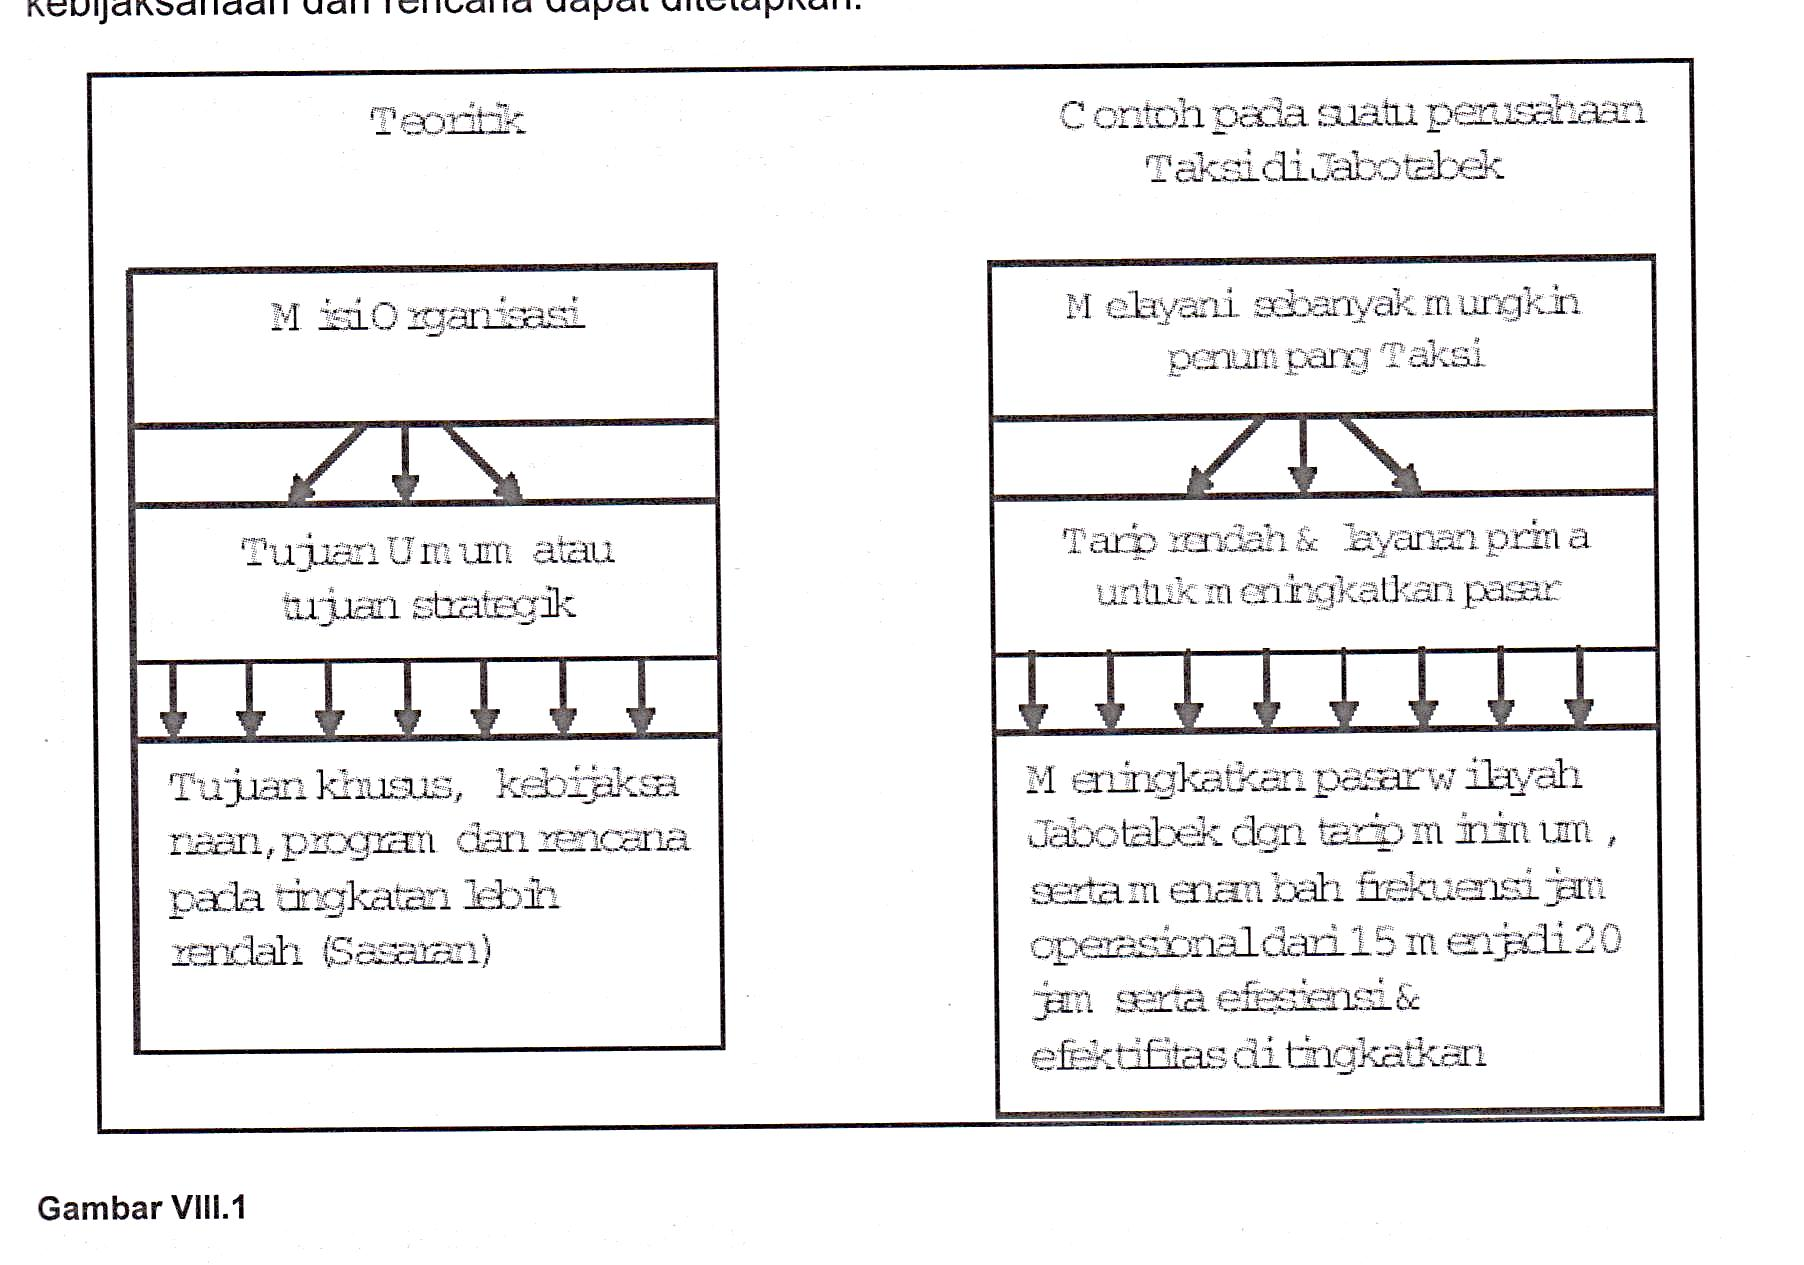 kebijaksanaan dan rencana dapat ditetapkan.
Teoritik
Contoh pada suatu perusahaan
Taksi di Jabotabek
Misi Organisasi
Tujuan Umum atau
tujuan strategik
Tujuan khusus, kebijaksa
naan, program dan rencana
pada tingkatan lebih
rendah (Sasaran)
Melayani sebanyak mungkin
penumpang Taksi
Tarip rendah & layanan prima
untuk meningkatkan pasar
Meningkatkan pasar wilayah
Jabotabek dgn tarip minimum ,
serta menambah frekuensi jam
operasional dari 15 menjadi 20
jam serta efesiensi &
efektifitas di tingkatkan
Gambar VIII.1